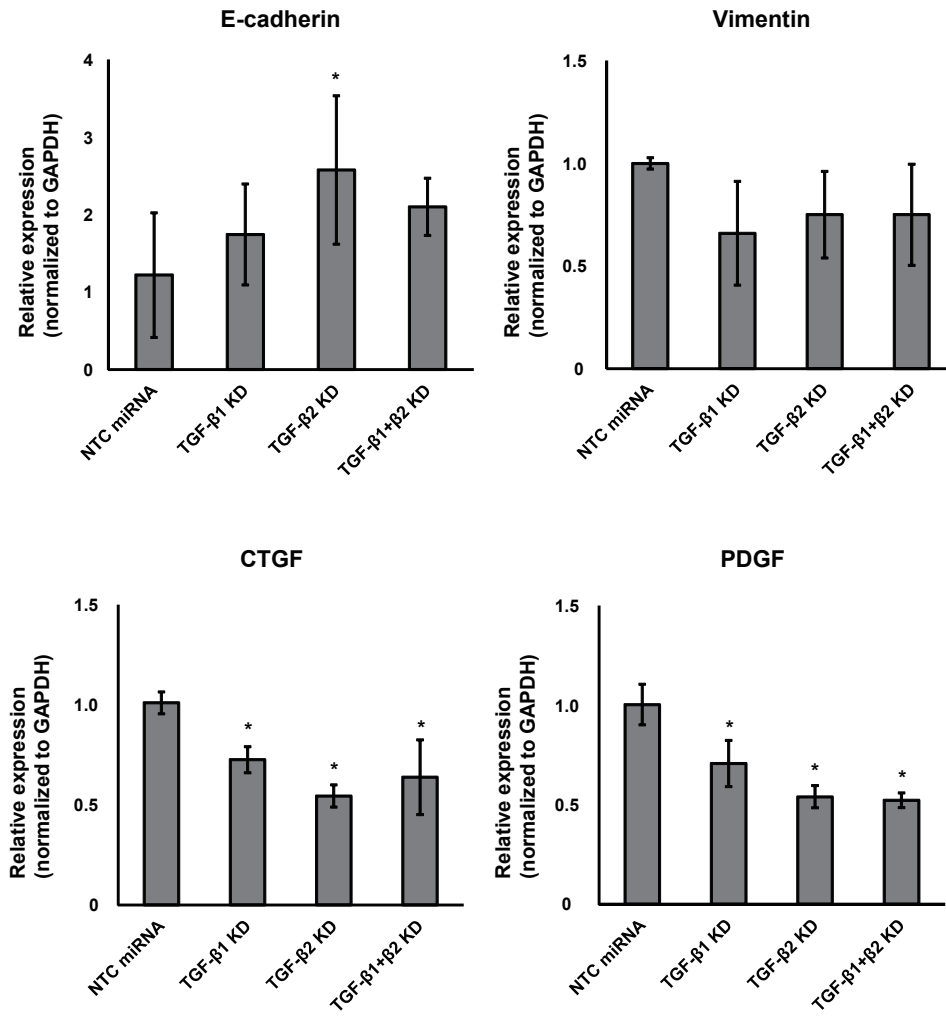 E-cadherin
Relative expression
(normalized to GAPDH)
4
3
2
1
0
*
NTC miRNA
TGF-β1 KD
TGF-β2 KD
TGF-β1+β2 KD
Vimentin
Relative expression
(normalized to GAPDH)
1.5
1.0
0.5
0
NTC miRNA
TGF-β1 KD
TGF-β2 KD
TGF-β1+β2 KD
CTGF
Relative expression
(normalized to GAPDH)
1.5
1.0
0.5
0
*
*
*
NTC miRNA
TGF-β1 KD
TGF-β2 KD
TGF-β1+β2 KD
PDGF
Relative expression
(normalized to GAPDH)
1.5
1.0
0.5
0
*
*
*
NTC miRNA
TGF-β1 KD
TGF-β2 KD
TGF-β1+β2 KD